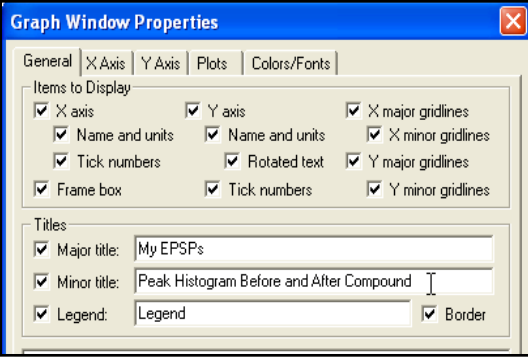 Graph Window Properties
General X Axis Y Axis Plots Colors/Fonts
Items to Display
X axis Y axis X major gridlines
Name and units Name and units X minor gridlines
Tick numbers Rotated text Y major gridlines
Frame box Tick numbers Y minor gridlines
Titles
Major title: My EPSPs
Minor title: Peak Histogram Before and After Compound
Legend: Legend Border